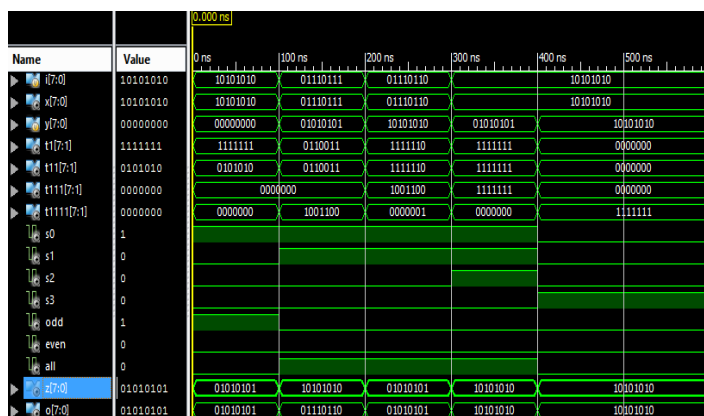 0.000 ns
Name Value 0 ns 100 ns 200 ns 300 ns 400 ns 500 ns
i[7:0] 10101010 10101010 01110111 01110110 10101010
x[7:0] 10101010 10101010 01110111 01110110 10101010
y[7:0] 00000000 00000000 01010101 10101010 01010101 10101010
t1[7:1] 1111111 1111111 0110011 1111110 1111111 0000000
t11[7:1] 0101010 0101010 0110011 1111110 1111111 0000000
t111[7:1] 0000000 0000000 1001100 1111111 0000000
t1111[7:1] 0000000 0000000 1001100 0000001 0000000 1111111
s0 1
s1 0
s2 0
s3 0
odd 1
even 0
all 0
z[7:0] 01010101 01010101 10101010 01010101 10101010 10101010
o[7:0] 01010101 01010101 01110110 01010101 10101010 10101010